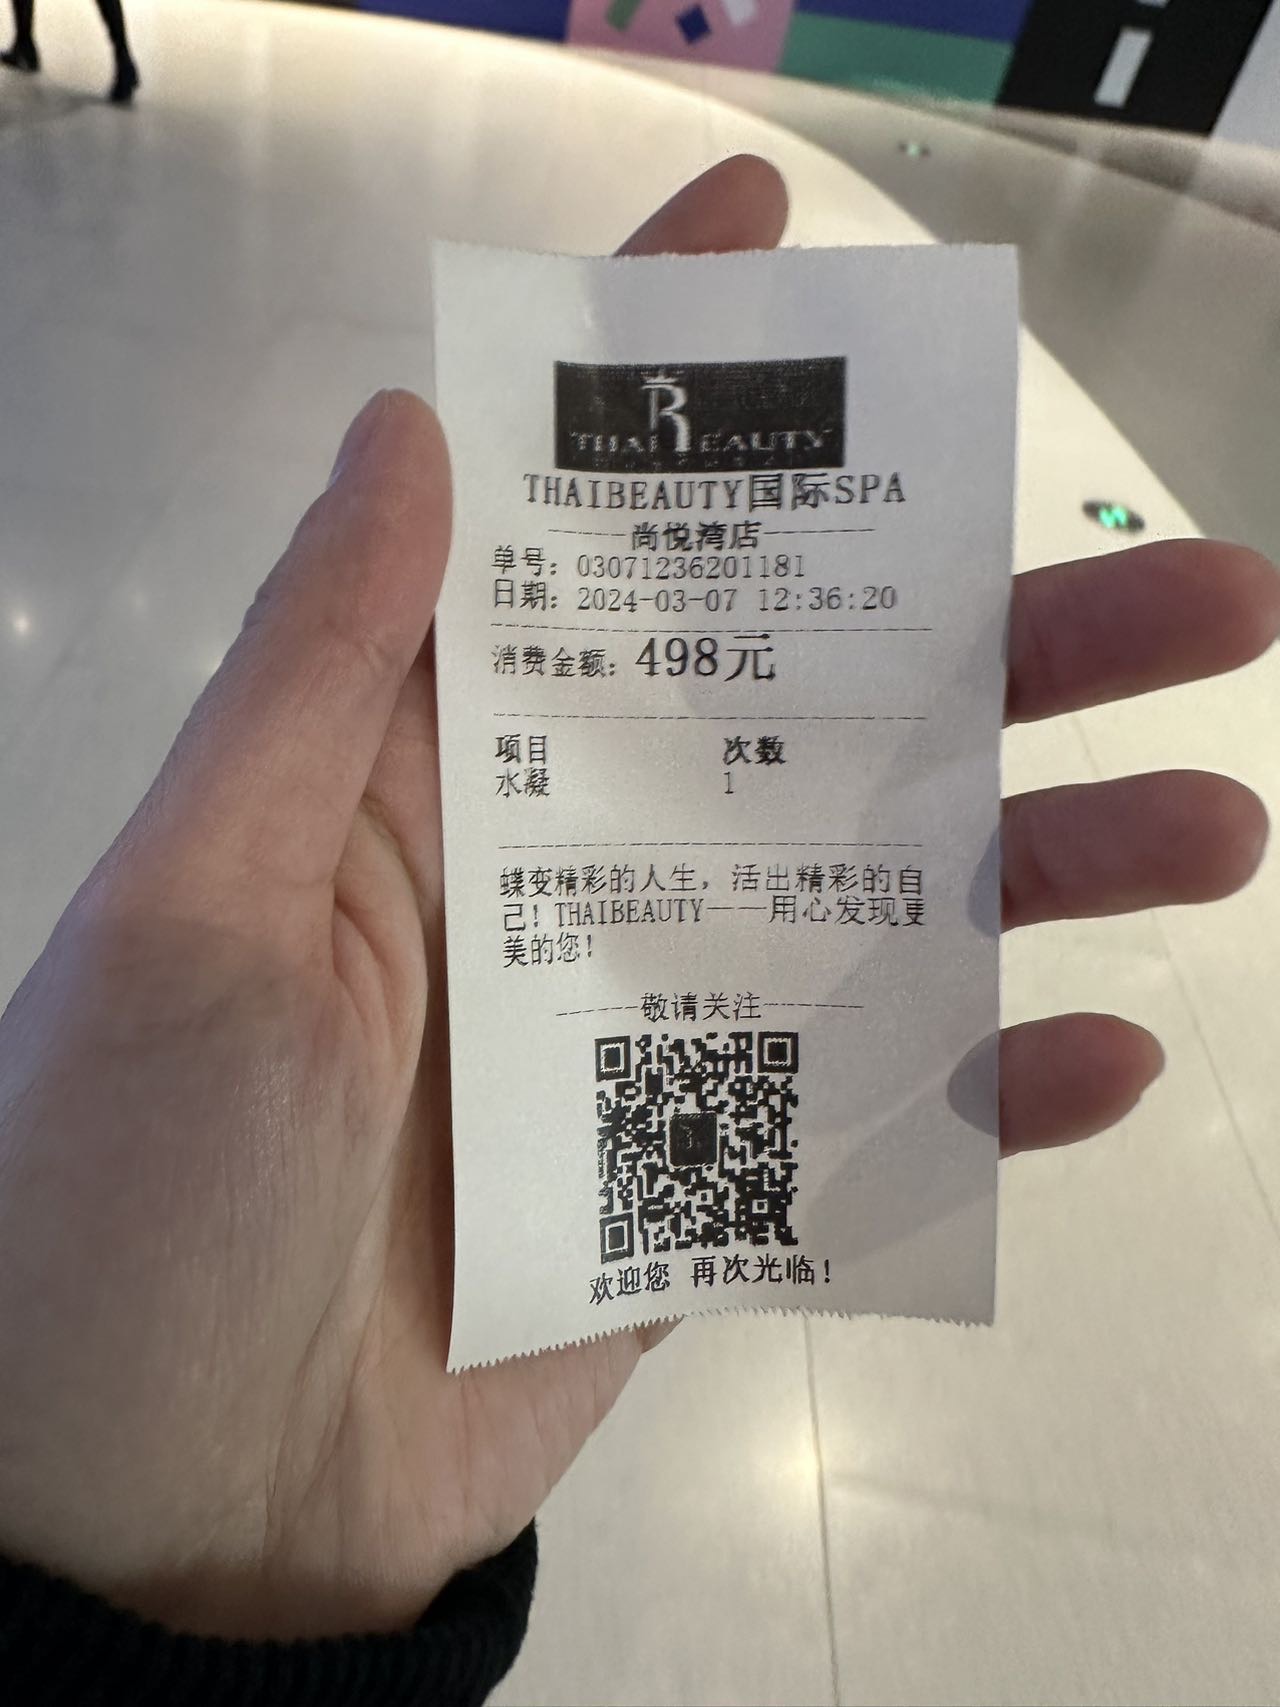 THAI BEAUTY
THAIBEAUTY国际SPA
尚悦湾店
单号：03071236201181
日期：2024-03-07 12:36:20
消费金额：498元
项目 次数
水凝 1
蝶变精彩的人生，活出精彩的自
己！THAIBEAUTY——用心发现更
美的您！
敬请关注
欢迎您 再次光临！